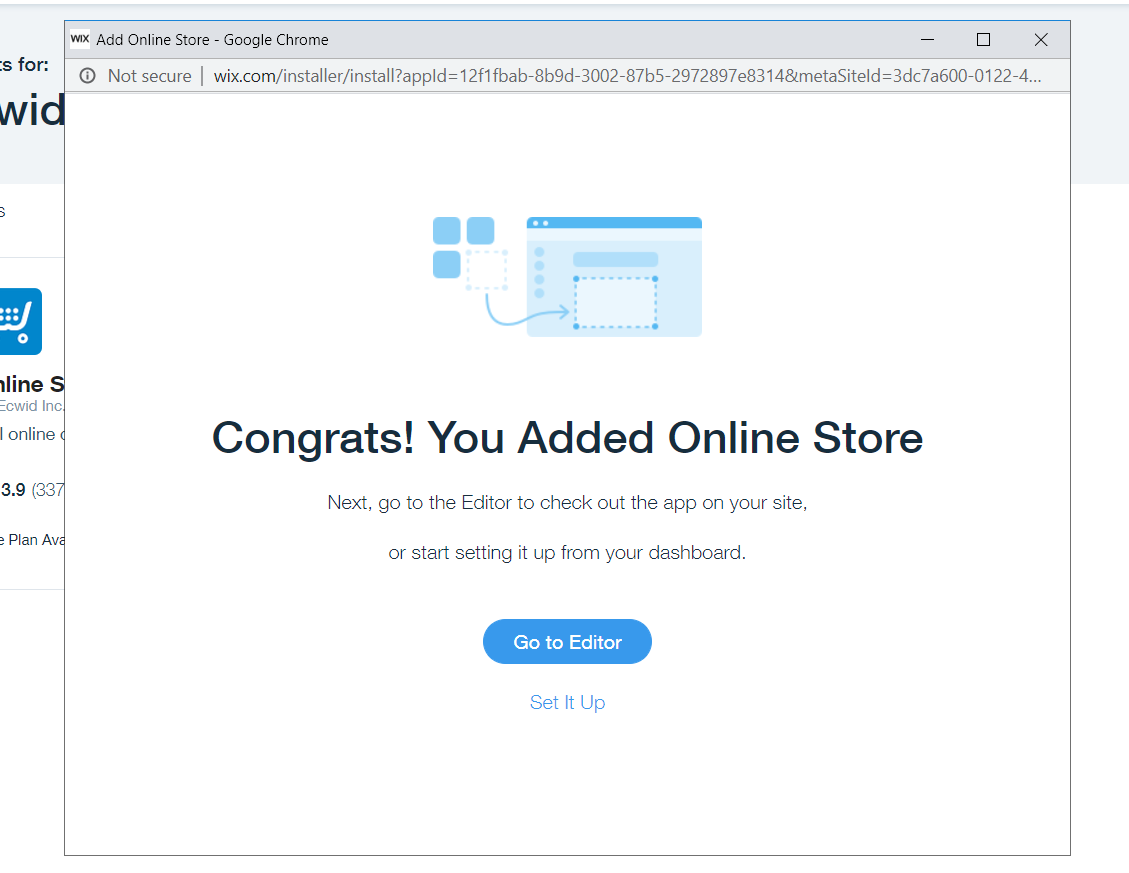 WIX Add Online Store - Google Chrome
Not secure | wix.com/installer/install?appId=12f1fbab-8b9d-3002-87b5-2972897e8314&metaSiteId=3dc7a600-0122-4...
ts for:
wid
s
nline S
Ecwid Inc.
l online
3.9 (337
e Plan Ava
Congrats! You Added Online Store
Next, go to the Editor to check out the app on your site,
or start setting it up from your dashboard.
Go to Editor
Set It Up